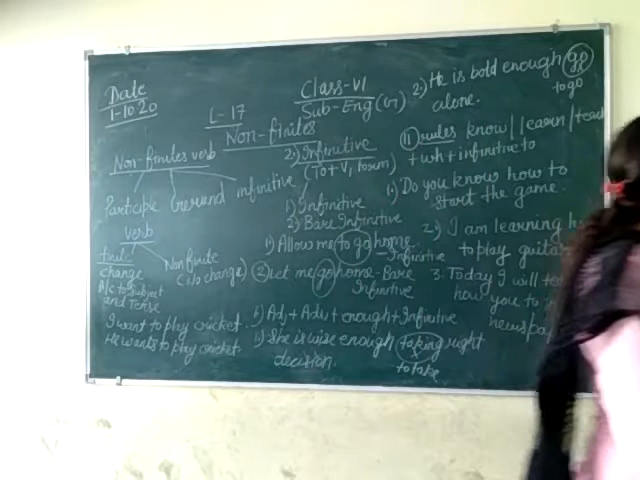 Date
1-10-20
Class-VI
Sub-Eng(G)
L-17
Non-finites
Non-finites verb
Participle Gerund infinitive
verb
finite
change
A/c to Subject
and Tense
Non finite
(No change)
I want to play cricket.
He wants to play cricket.
2) Infinitive
(To + V1 form)
1) Infinitive
2) Bare Infinitive
1) Allow me to go home
- Infinitive
2 Let me go home - Bare
Infinitive
1) Adj + Adv + enough + Infinitive
1) She is wise enough taking right
decision.
to take
2) He is bold enough go
alone.
to go
11 rules know / learn / teach
+ wh + infinitive to
1) Do you know how to
start the game.
2) I am learning
to play guitar
3. Today I will
how you to